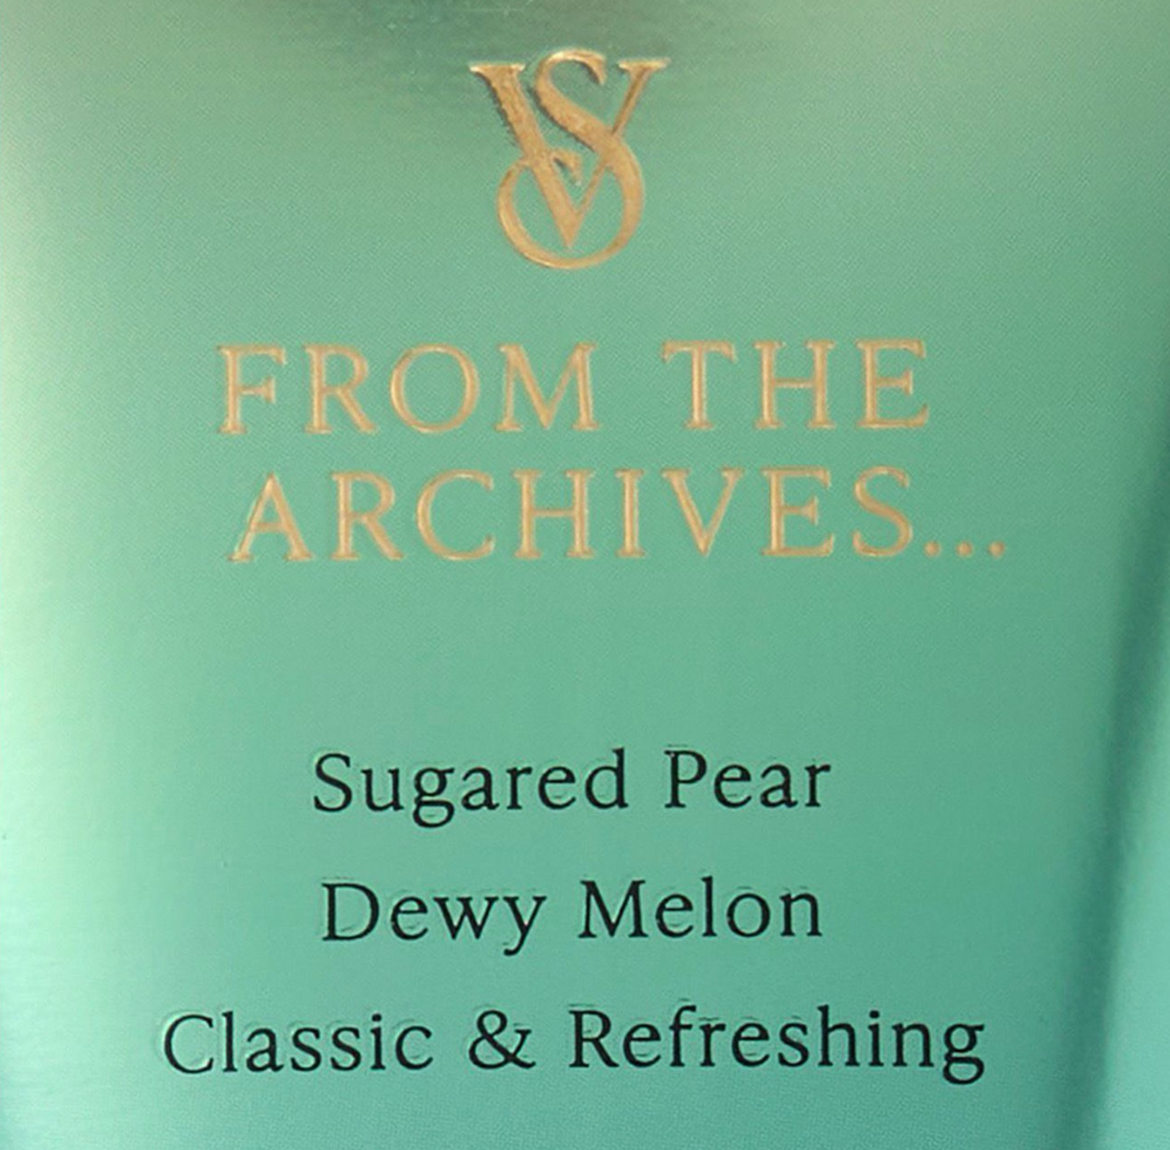 VS
FROM THE
ARCHIVES...
Sugared Pear
Dewy Melon
Classic & Refreshing